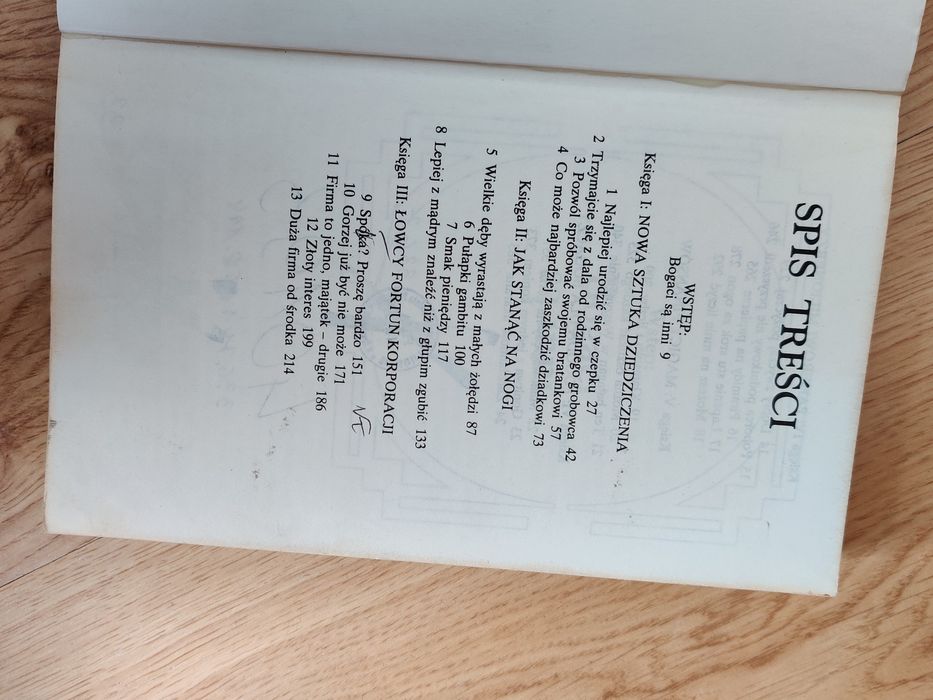 SPIS TREŚCI
WSTĘP:
Bogaci są inni 9
Księga I: NOWA SZTUKA DZIEDZICZENIA
1 Najlepiej urodzić się w czepku 27
2 Trzymajcie się z dala od rodzinnego grobowca 42
3 Pozwól spróbować swojemu bratankowi 57
4 Co może najbardziej zaszkodzić dziadkowi 73
Księga II: JAK STANĄĆ NA NOGI
5 Wielkie dęby wyrastają z małych żołędzi 87
6 Pułapki gambitu 100
7 Smak pieniędzy 117
8 Lepiej z mądrym znaleźć niż z głupim zgubić 133
Księga III: ŁOWCY FORTUN KORPORACJI
9 Spółka? Proszę bardzo 151
10 Gorzej już być nie może 171
11 Firma to jedno, majątek – drugie 186
12 Złoty interes 199
13 Duża firma od środka 214